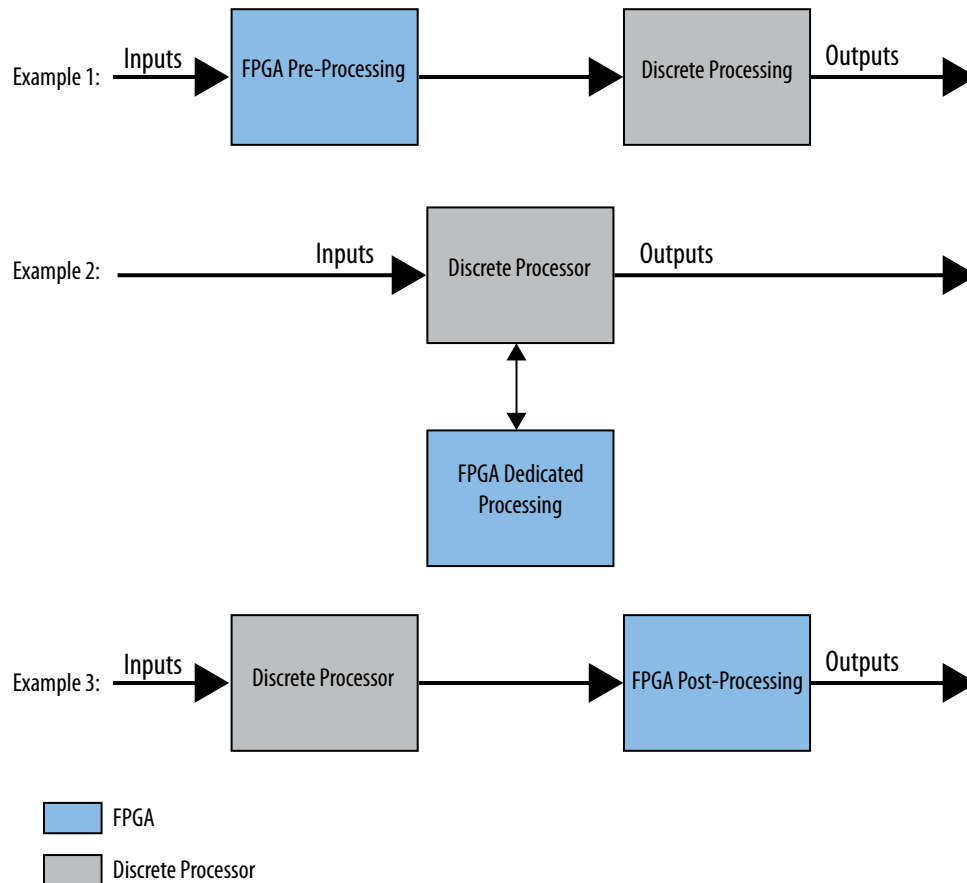 Example 1:
Inputs
FPGA Pre-Processing
Discrete Processing
Outputs
Example 2:
Inputs
Discrete Processor
Outputs
FPGA Dedicated
Processing
Example 3:
Inputs
Discrete Processor
FPGA Post-Processing
Outputs
FPGA
Discrete Processor